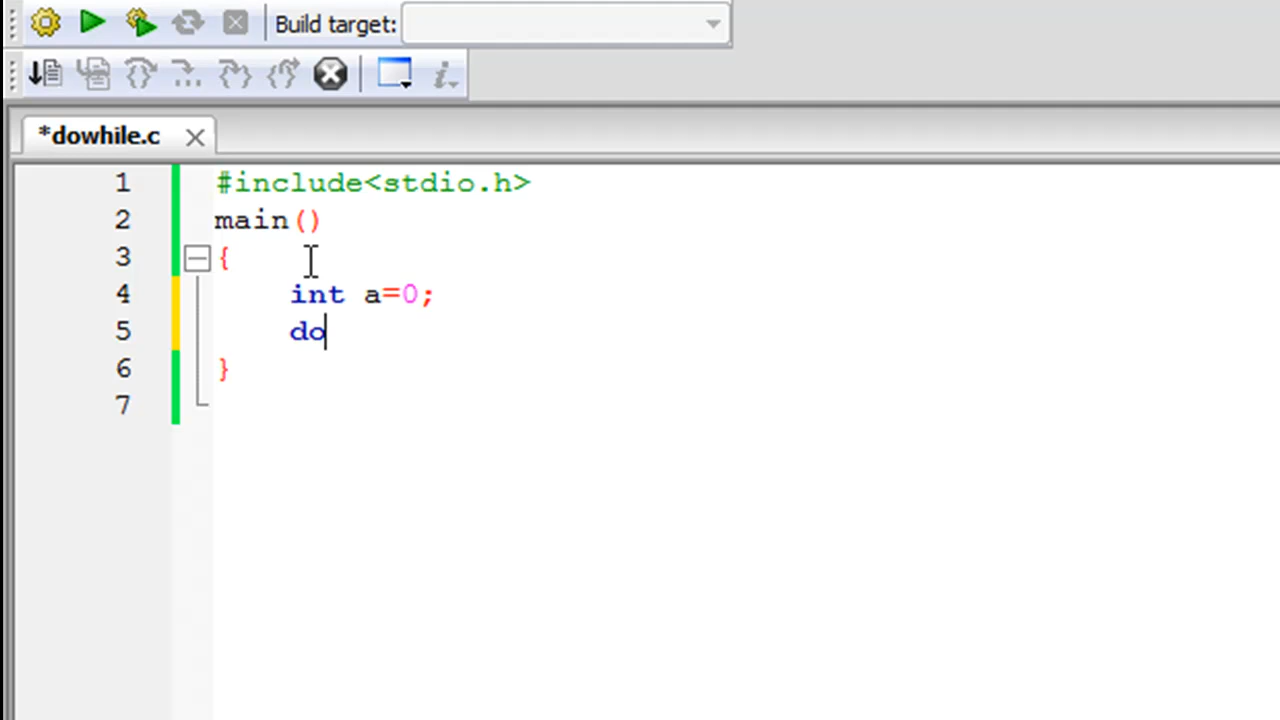 Build target:
*dowhile.c
1 #include<stdio.h>
2 main()
3 {
4 int a=0;
5 do
6 }
7